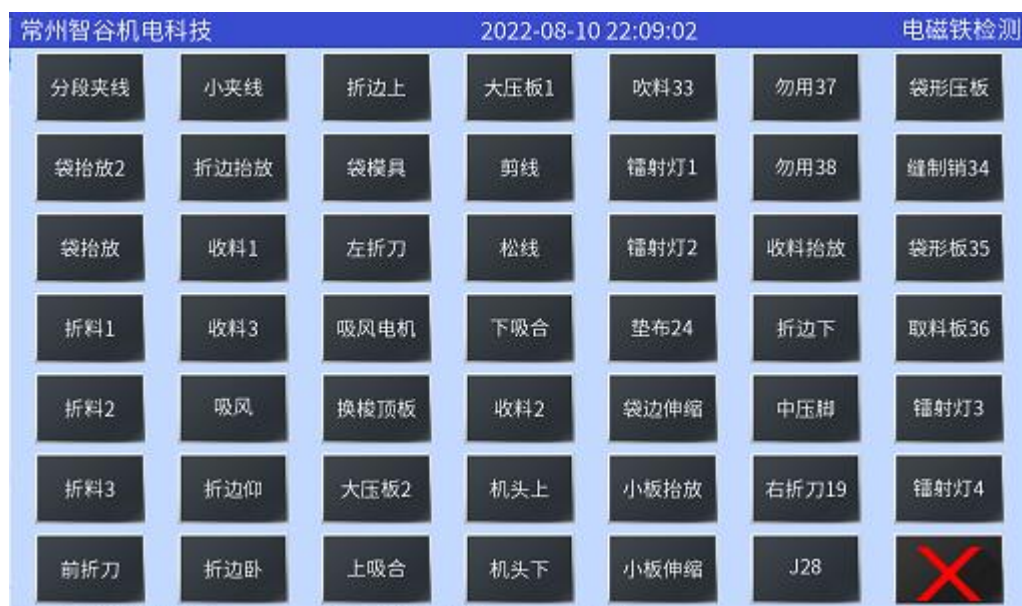 常州智谷机电科技 2022-08-10 22:09:02 电磁铁检测
分段夹线 小夹线 折边上 大压板1 吹料33 勿用37 袋形压板
袋抬放2 折边抬放 袋模具 剪线 镭射灯1 勿用38 缝制销34
袋抬放 收料1 左折刀 松线 镭射灯2 收料抬放 袋形板35
折料1 收料3 吸风电机 下吸合 垫布24 折边下 取料板36
折料2 吸风 换梭顶板 收料2 袋边伸缩 中压脚 镭射灯3
折料3 折边仰 大压板2 机头上 小板抬放 右折刀19 镭射灯4
前折刀 折边卧 上吸合 机头下 小板伸缩 J28